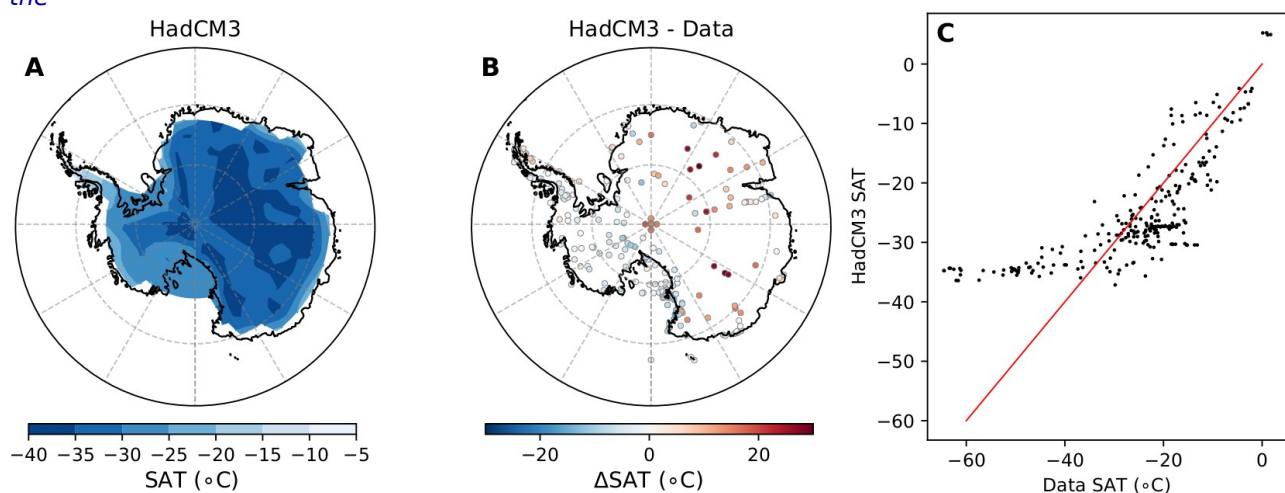 the
HadCM3
A
−40 −35 −30 −25 −20 −15 −10 −5
SAT (∘C)
HadCM3 - Data
B
−20 0 20
ΔSAT (∘C)
C
0
−10
−20
−30
−40
−50
−60
HadCM3 SAT
−60 −40 −20 0
Data SAT (∘C)